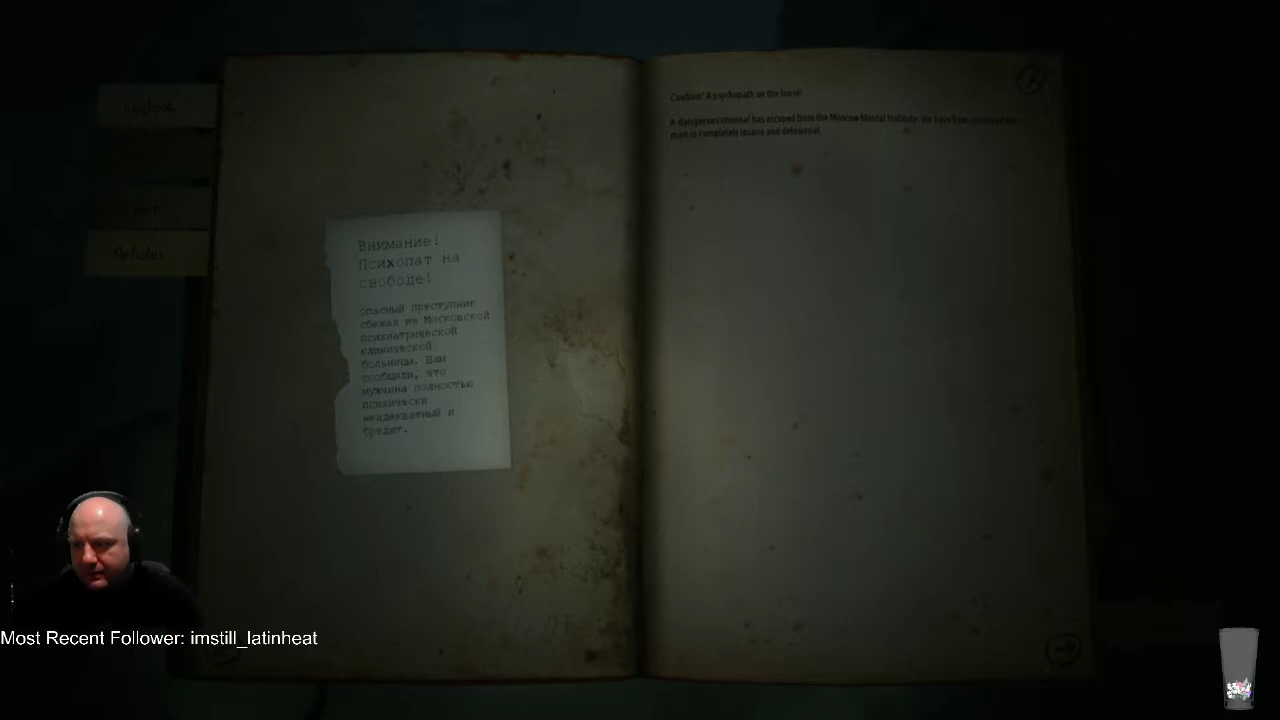 Logbook
Articles
Внимание!
Психопат на
свободе!
опасный преступник
сбежал из Московской
психиатрической
клинической
больницы. Нам
сообщили, что
мужчина полностью
психически
неадекватный и
бредит.
Caution! A psychopath on the loose!
A dangerous criminal has escaped from the Moscow Mental Institute. We have been
man is completely insane and delusional.
Most Recent Follower: imstill_latinheat